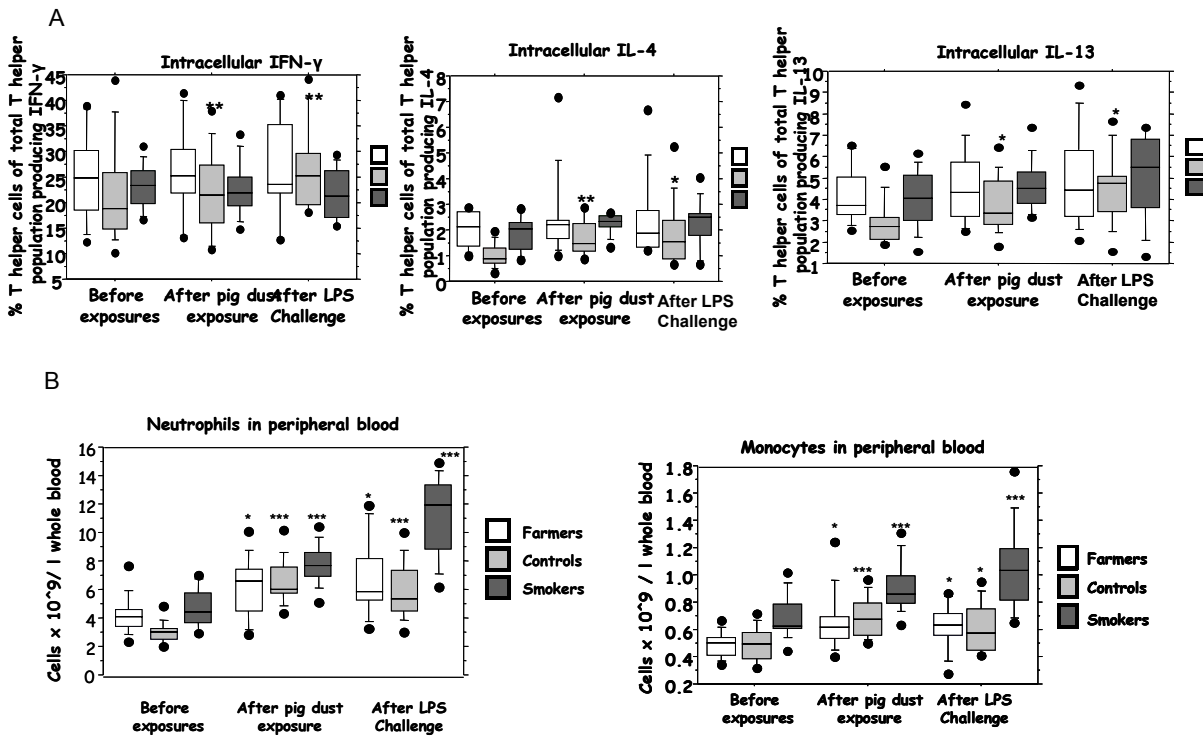 A
Intracellular IFN-γ
% T helper cells of total T helper
population producing IFN-γ
45
40
35
30
25
20
15
10
5
**
**
Before
exposures
After pig dust
exposure
After LPS
Challenge
Intracellular IL-4
% T helper cells of total T helper
population producing IL-4
8
7
6
5
4
3
2
1
0
**
*
Before
exposures
After pig dust
exposure
After LPS
Challenge
Intracellular IL-13
% T helper cells of total T helper
population producing IL-13
10
9
8
7
6
5
4
3
2
1
*
*
Before
exposures
After pig dust
exposure
After LPS
Challenge
B
Neutrophils in peripheral blood
Cells x 10^9/ l whole blood
16
14
12
10
8
6
4
2
0
*
***
***
*
***
***
Before
exposures
After pig dust
exposure
After LPS
Challenge
Farmers
Controls
Smokers
Monocytes in peripheral blood
Cells x 10^9 / l whole blood
1.8
1.6
1.4
1.2
1.0
0.8
0.6
0.4
0.2
*
***
***
*
*
***
Before
exposures
After pig dust
exposure
After LPS
Challenge
Farmers
Controls
Smokers